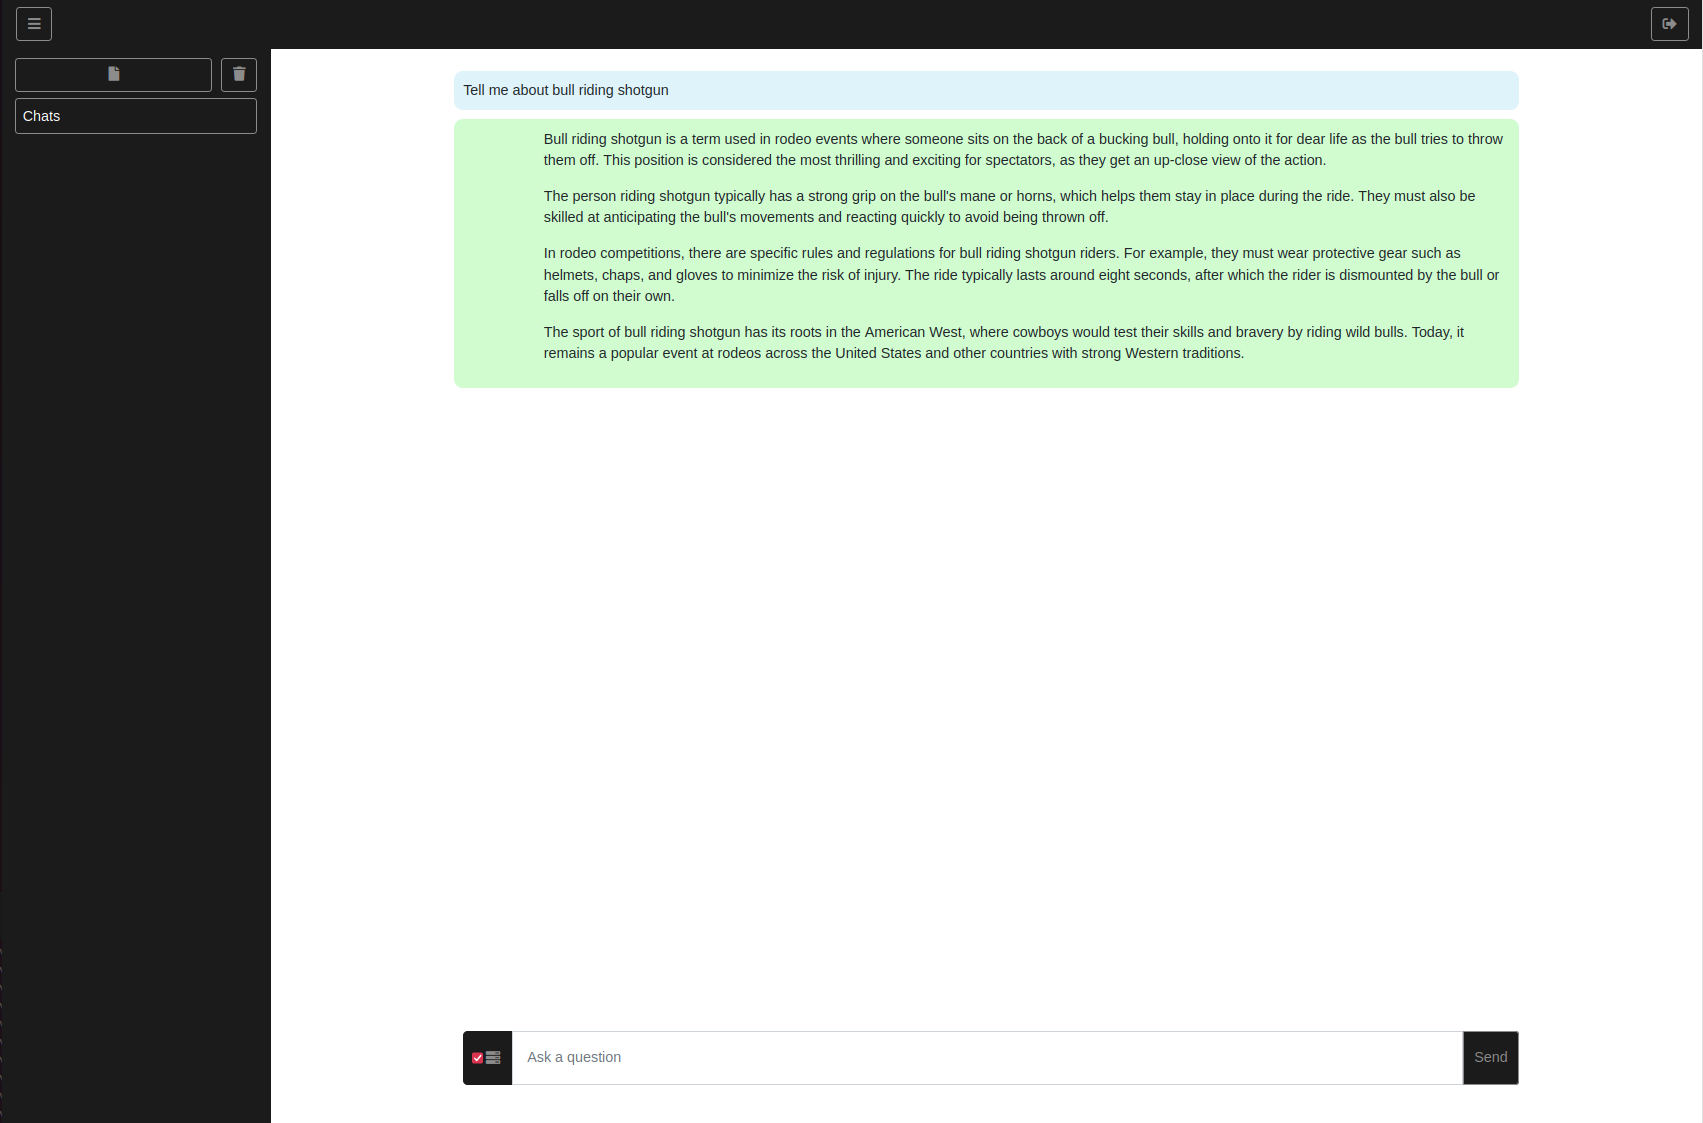 Chats
Tell me about bull riding shotgun
Bull riding shotgun is a term used in rodeo events where someone sits on the back of a bucking bull, holding onto it for dear life as the bull tries to throw
them off. This position is considered the most thrilling and exciting for spectators, as they get an up-close view of the action.
The person riding shotgun typically has a strong grip on the bull's mane or horns, which helps them stay in place during the ride. They must also be
skilled at anticipating the bull's movements and reacting quickly to avoid being thrown off.
In rodeo competitions, there are specific rules and regulations for bull riding shotgun riders. For example, they must wear protective gear such as
helmets, chaps, and gloves to minimize the risk of injury. The ride typically lasts around eight seconds, after which the rider is dismounted by the bull or
falls off on their own.
The sport of bull riding shotgun has its roots in the American West, where cowboys would test their skills and bravery by riding wild bulls. Today, it
remains a popular event at rodeos across the United States and other countries with strong Western traditions.
Ask a question
Send